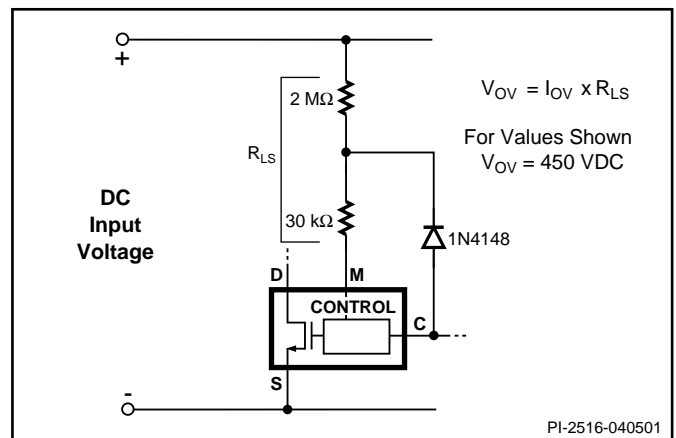 +
2 MΩ
V_OV = I_OV x R_LS
For Values Shown
V_OV = 450 VDC
R_LS
DC
Input
Voltage
30 kΩ
1N4148
D
M
CONTROL
C
S
-
PI-2516-040501